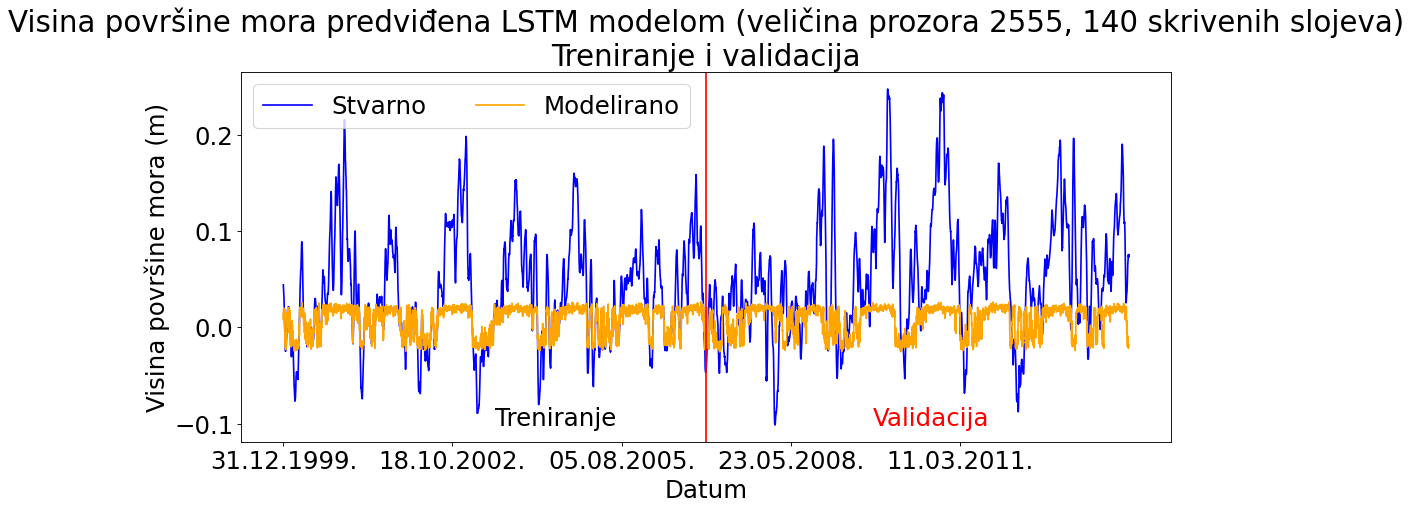 Visina površine mora predviđena LSTM modelom (veličina prozora 2555, 140 skrivenih slojeva)
Treniranje i validacija
Stvarno
Modelirano
Visina površine mora (m)
0.2
0.1
0.0
−0.1
Treniranje
Validacija
31.12.1999.
18.10.2002.
05.08.2005.
23.05.2008.
11.03.2011.
Datum